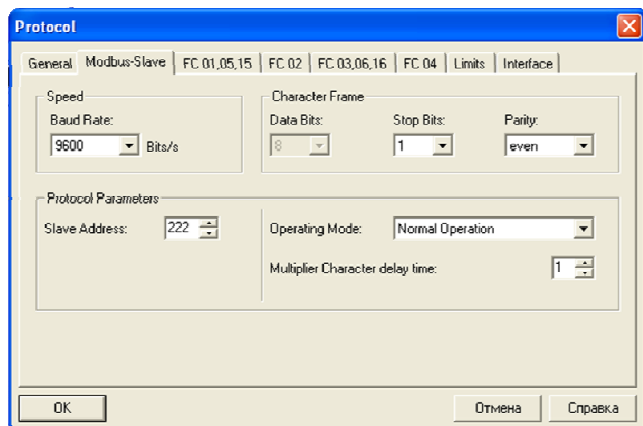 Protocol
General Modbus-Slave FC 01,05,15 FC 02 FC 03,06,16 FC 04 Limits Interface
Speed Character Frame
Baud Rate: Data Bits: Stop Bits: Parity:
9600 Bits/s 8 1 even
Protocol Parameters
Slave Address: 222 Operating Mode: Normal Operation
Multiplier Character delay time: 1
OK Отмена Справка